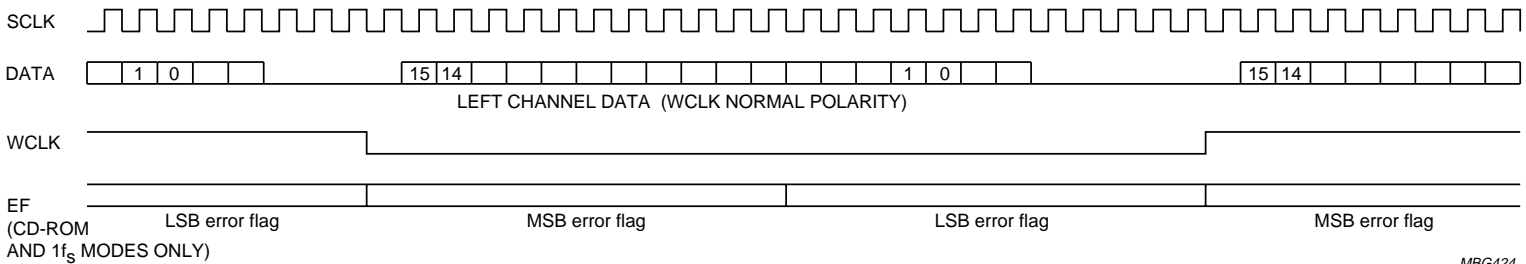 SCLK
DATA 1 0 15 14 1 0 15 14
LEFT CHANNEL DATA (WCLK NORMAL POLARITY)
WCLK
EF
(CD-ROM
AND 1fs MODES ONLY)
LSB error flag MSB error flag LSB error flag MSB error flag
MBG424